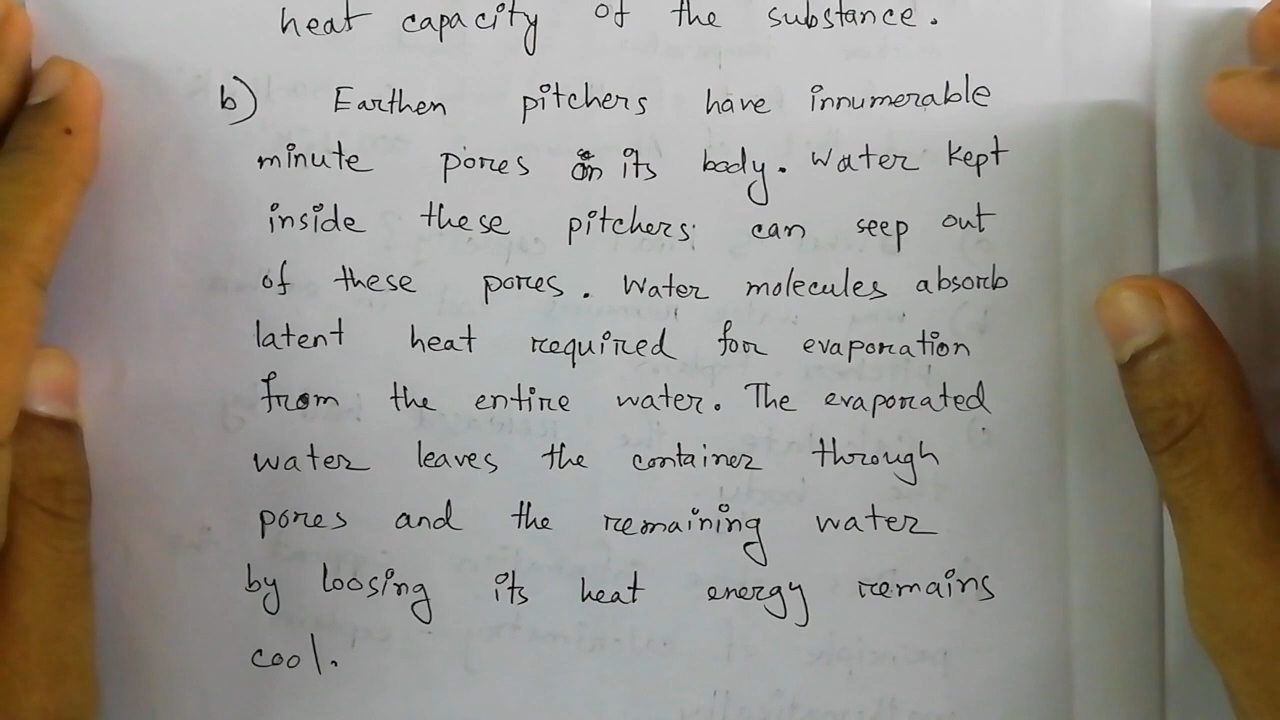 heat capacity of the substance.
b) Earthen pitchers have innumerable
minute pores in its body. Water kept
inside these pitchers can seep out
of these pores. Water molecules absorb
latent heat required for evaporation
from the entire water. The evaporated
water leaves the container through
pores and the remaining water
by loosing its heat energy remains
cool.